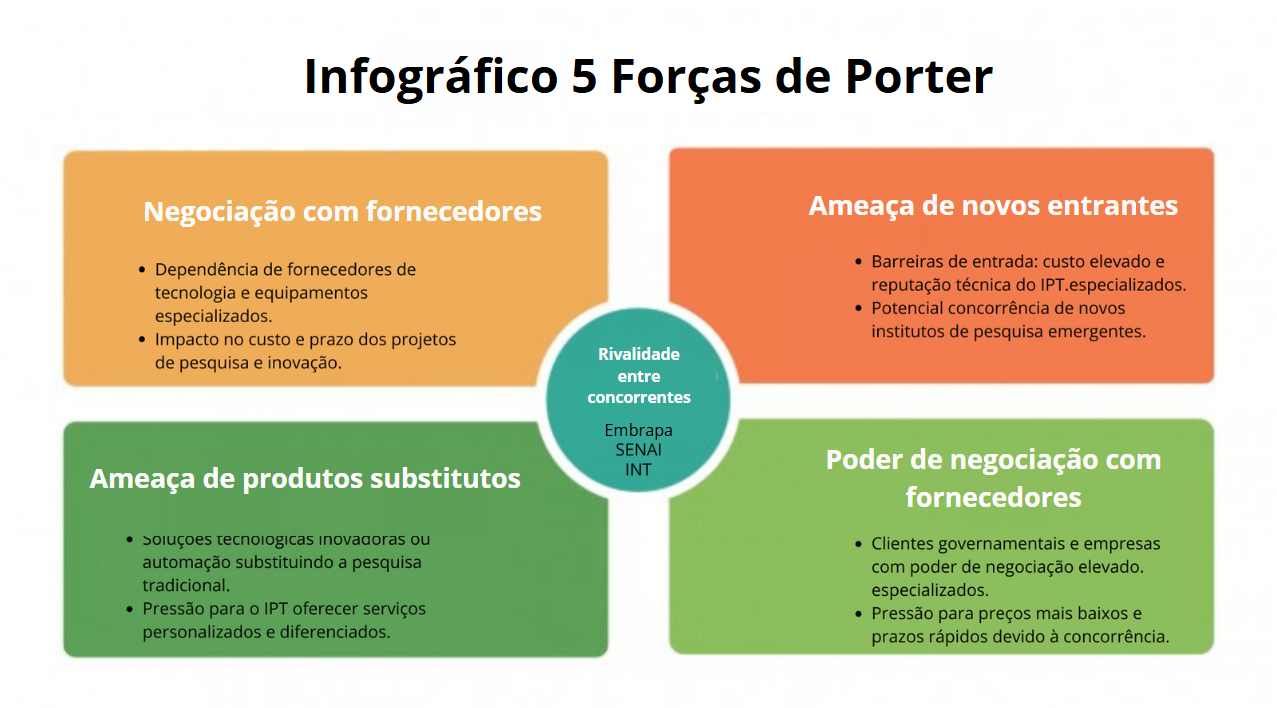 Infográfico 5 Forças de Porter
Negociação com fornecedores
• Dependência de fornecedores de
tecnologia e equipamentos
especializados.
• Impacto no custo e prazo dos projetos
de pesquisa e inovação.
Ameaça de novos entrantes
• Barreiras de entrada: custo elevado e
reputação técnica do IPT.especializados.
• Potencial concorrência de novos
institutos de pesquisa emergentes.
Rivalidade
entre
concorrentes
Embrapa
SENAI
INT
Ameaça de produtos substitutos
• Soluções tecnológicas inovadoras ou
automação substituindo a pesquisa
tradicional.
• Pressão para o IPT oferecer serviços
personalizados e diferenciados.
Poder de negociação com
fornecedores
• Clientes governamentais e empresas
com poder de negociação elevado.
especializados.
• Pressão para preços mais baixos e
prazos rápidos devido à concorrência.